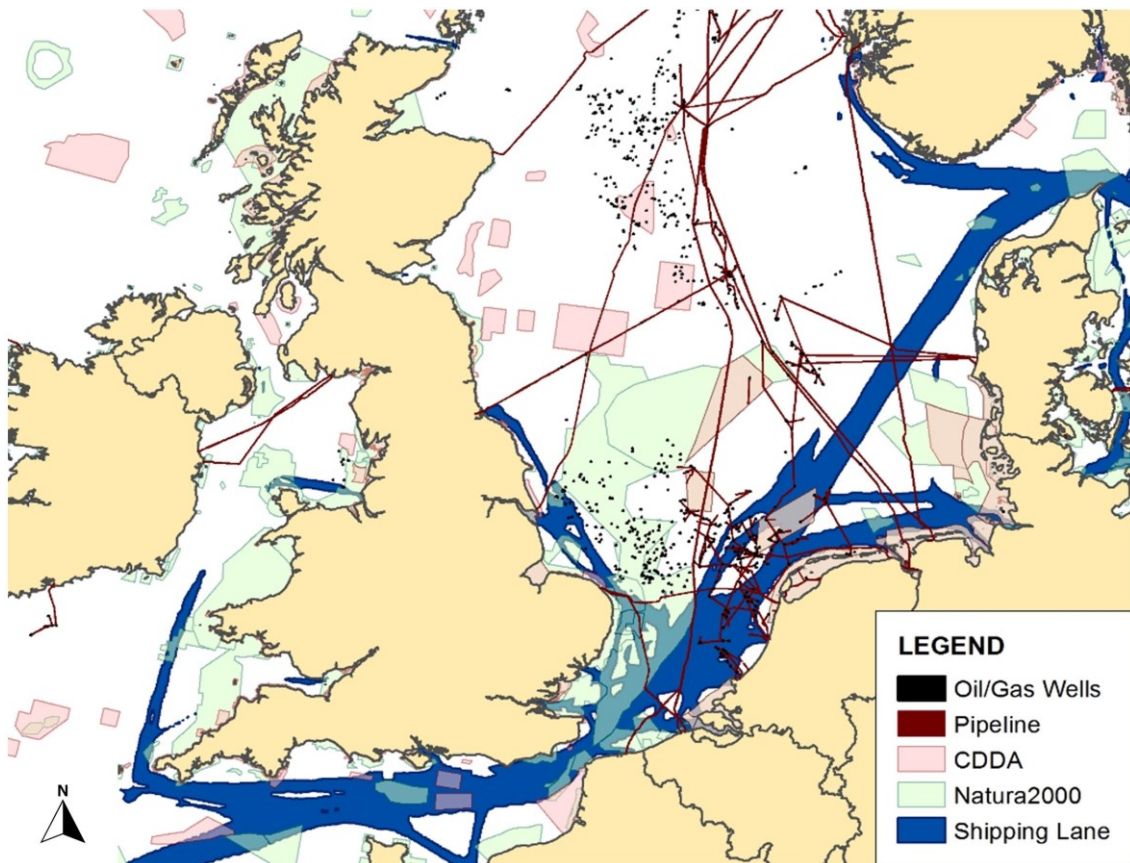 LEGEND
Oil/Gas Wells
Pipeline
CDDA
Natura2000
Shipping Lane
N